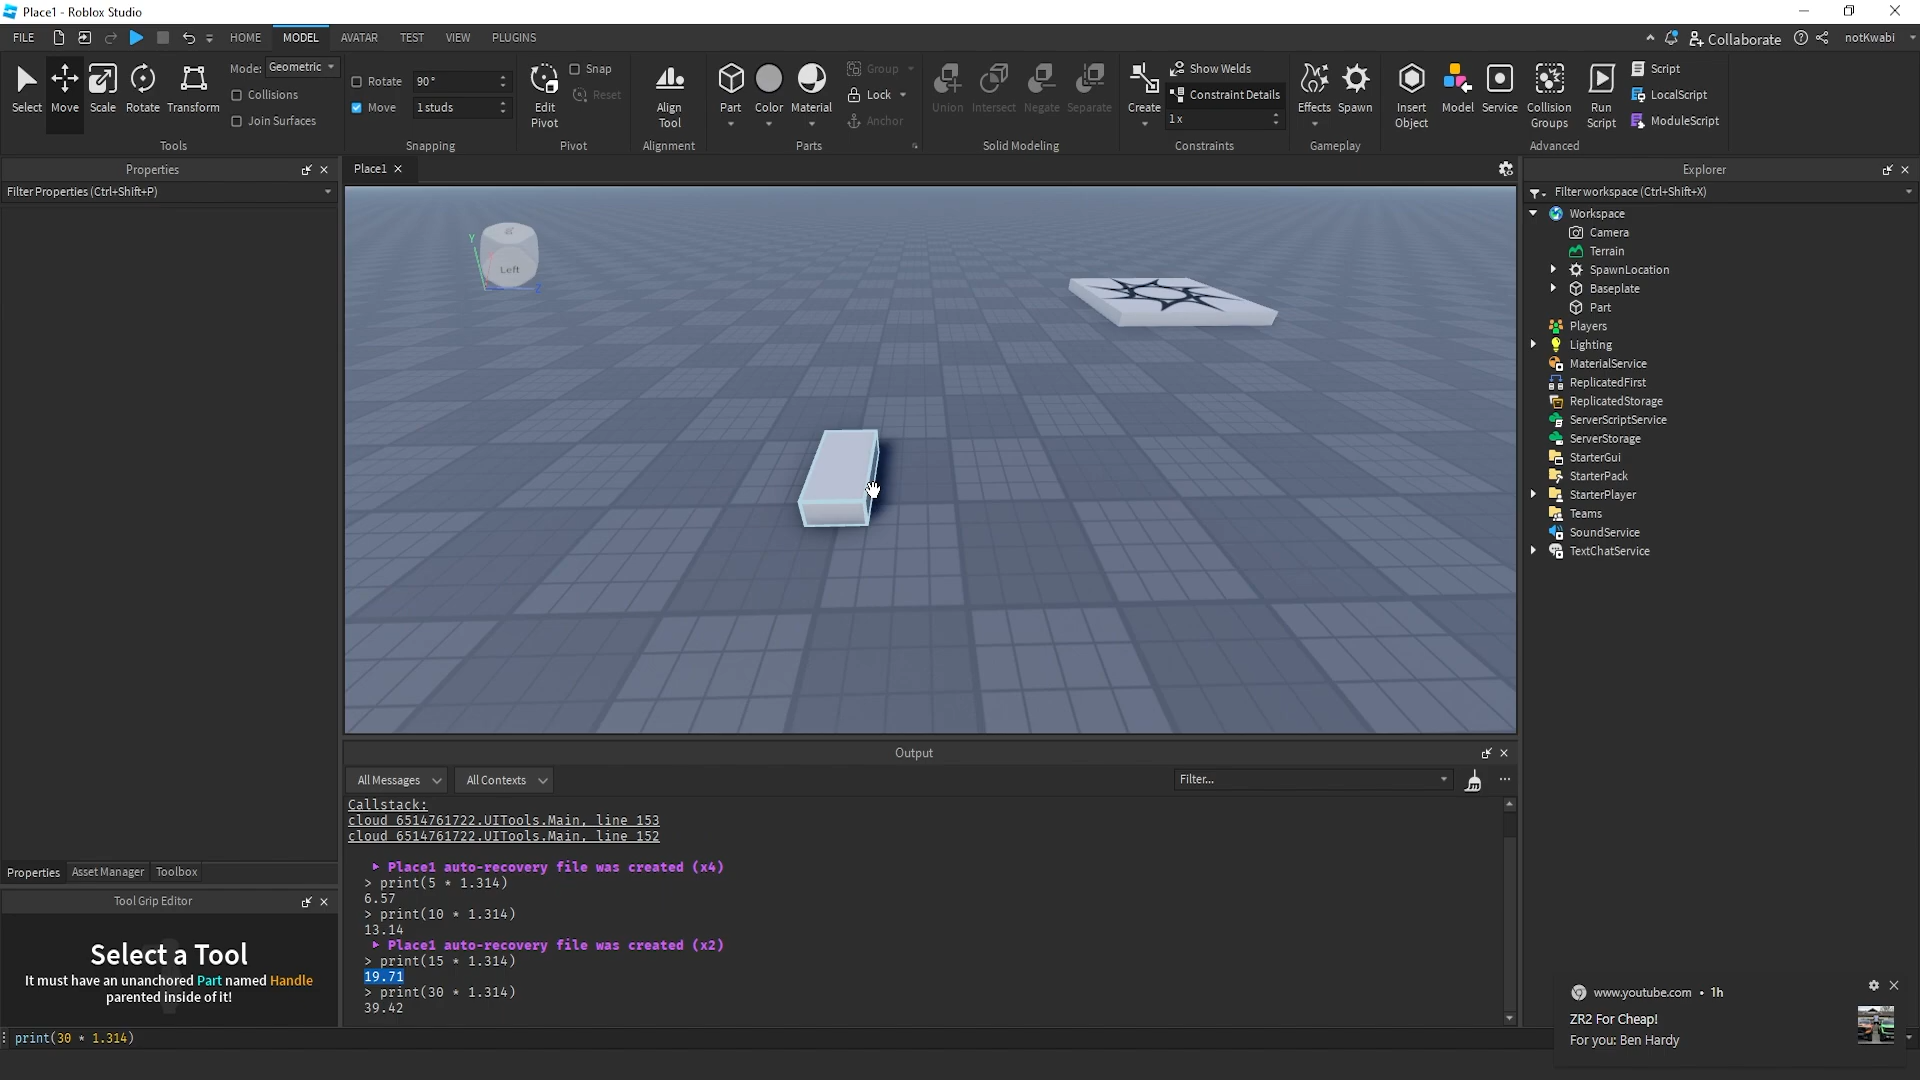 Place1 - Roblox Studio
FILE HOME MODEL AVATAR TEST VIEW PLUGINS Collaborate notKwabi
Select Move Scale Rotate Transform
Mode: Geometric
Collisions
Join Surfaces
Tools
Rotate 90°
Move 1 studs
Snapping
Edit Pivot
Snap
Reset
Pivot
Align Tool
Alignment
Part Color Material
Group
Lock
Anchor
Parts
Union Intersect Negate Separate
Solid Modeling
Create
Show Welds
Constraint Details
1 x
Constraints
Effects Spawn
Gameplay
Insert Object
Model
Service
Collision Groups
Run Script
Script
LocalScript
ModuleScript
Advanced
Properties
Filter Properties (Ctrl+Shift+P)
Place1
Left
Y
Z
Explorer
Filter workspace (Ctrl+Shift+X)
Workspace
Camera
Terrain
SpawnLocation
Baseplate
Part
Players
Lighting
MaterialService
ReplicatedFirst
ReplicatedStorage
ServerScriptService
ServerStorage
StarterGui
StarterPack
StarterPlayer
Teams
SoundService
TextChatService
Output
All Messages All Contexts Filter...
Callstack:
cloud_6514761722.UITools.Main, line 153
cloud_6514761722.UITools.Main, line 152
Place1 auto-recovery file was created (x4)
> print(5 * 1.314)
6.57
> print(10 * 1.314)
13.14
Place1 auto-recovery file was created (x2)
> print(15 * 1.314)
19.71
> print(30 * 1.314)
39.42
Properties Asset Manager Toolbox
Tool Grip Editor
Select a Tool
It must have an unanchored Part named Handle
parented inside of it!
print(30 * 1.314)
www.youtube.com • 1h
ZR2 For Cheap!
For you: Ben Hardy